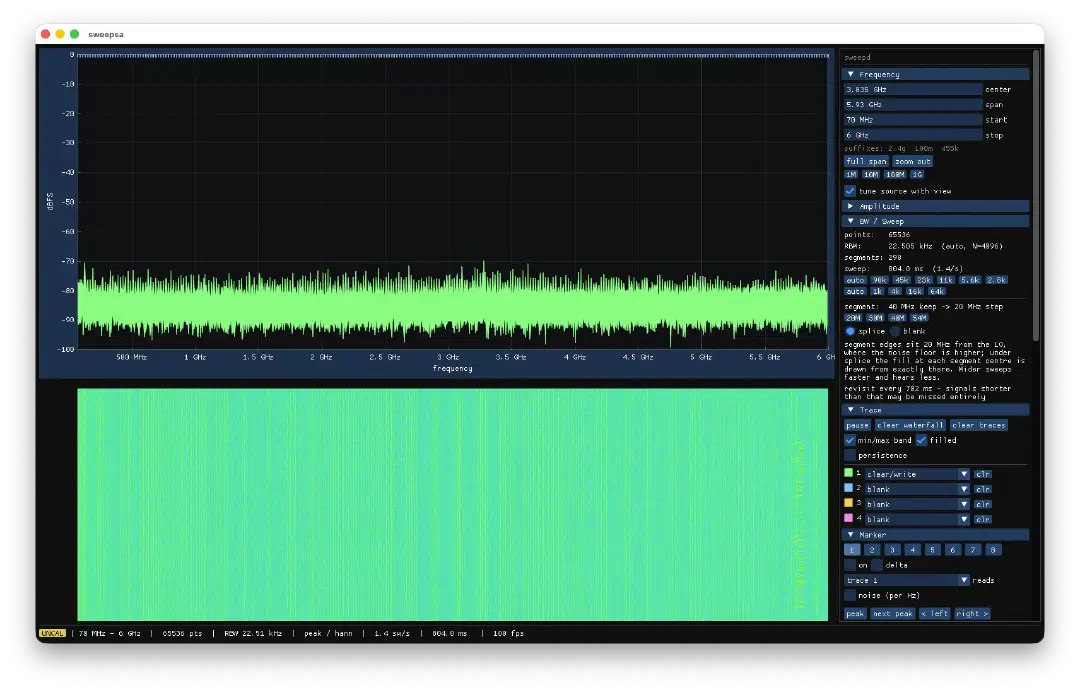 sweepsa
0
-10
-20
-30
-40
-50
-60
-70
-80
-90
-100
dBFS
500 MHz 1 GHz 1.5 GHz 2 GHz 2.5 GHz 3 GHz 3.5 GHz 4 GHz 4.5 GHz 5 GHz 5.5 GHz 6 GH
frequency
sweepd
Frequency
3.035 GHz center
5.93 GHz span
70 MHz start
6 GHz stop
suffixes: 2.4g 100m 455k
full span zoom out
1M 10M 100M 1G
tune source with view
Amplitude
BW / Sweep
points: 65536
RBW: 22.505 kHz (auto, N=4096)
segments: 298
sweep: 804.0 ms (1.4/s)
auto 90k 45k 23k 11k 5.6k 2.8k
auto 1k 4k 16k 64k
segment: 40 MHz keep -> 20 MHz step
20M 30M 40M 54M
splice blank
segment edges sit 20 MHz from the LO,
where the noise floor is higher; under
splice the fill at each segment centre is
drawn from exactly there. Wider sweeps
faster and hears less.
revisit every 702 ms - signals shorter
than that may be missed entirely
Trace
pause clear waterfall clear traces
min/max band filled
persistence
1 clear/write clr
2 blank clr
3 blank clr
4 blank clr
Marker
1 2 3 4 5 6 7 8
on delta
trace 1 reads
noise (per Hz)
peak next peak < left right >
UNCAL | 70 MHz - 6 GHz | 65536 pts | RBW 22.51 kHz | peak / hann | 1.4 sw/s | 804.0 ms | 100 fps